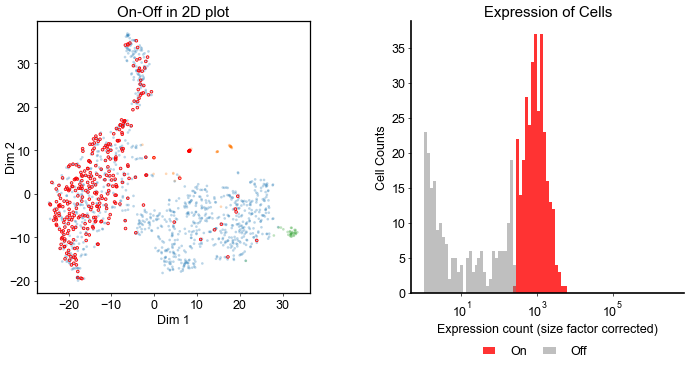 On-Off in 2D plot
Dim 2
30
20
10
0
−10
−20
−20 −10 0 10 20 30
Dim 1
Expression of Cells
Cell Counts
35
30
25
20
15
10
5
0
10^1 10^3 10^5
Expression count (size factor corrected)
On Off